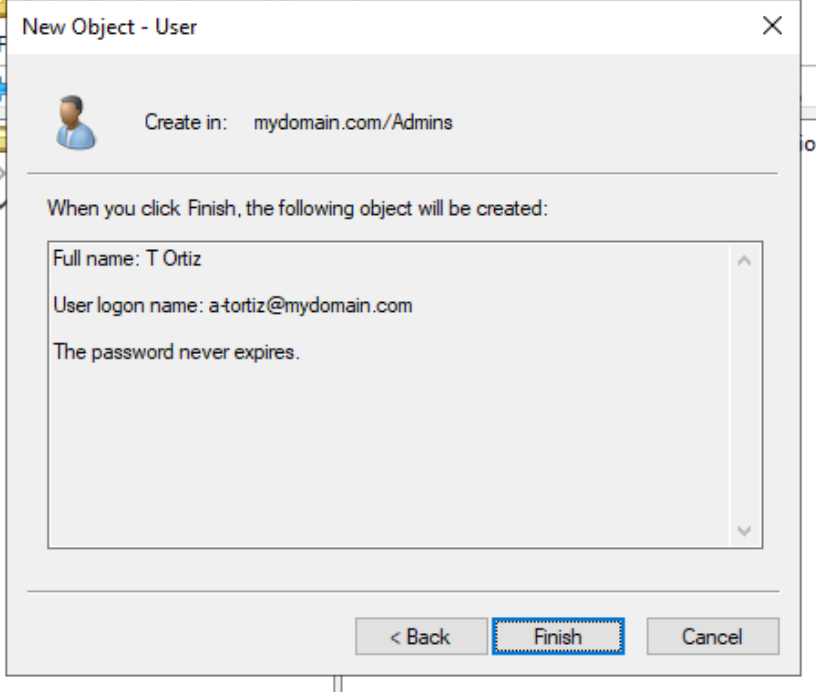 New Object - User
Create in: mydomain.com/Admins
When you click Finish, the following object will be created:
Full name: T Ortiz
User logon name: a-tortiz@mydomain.com
The password never expires.
< Back
Finish
Cancel